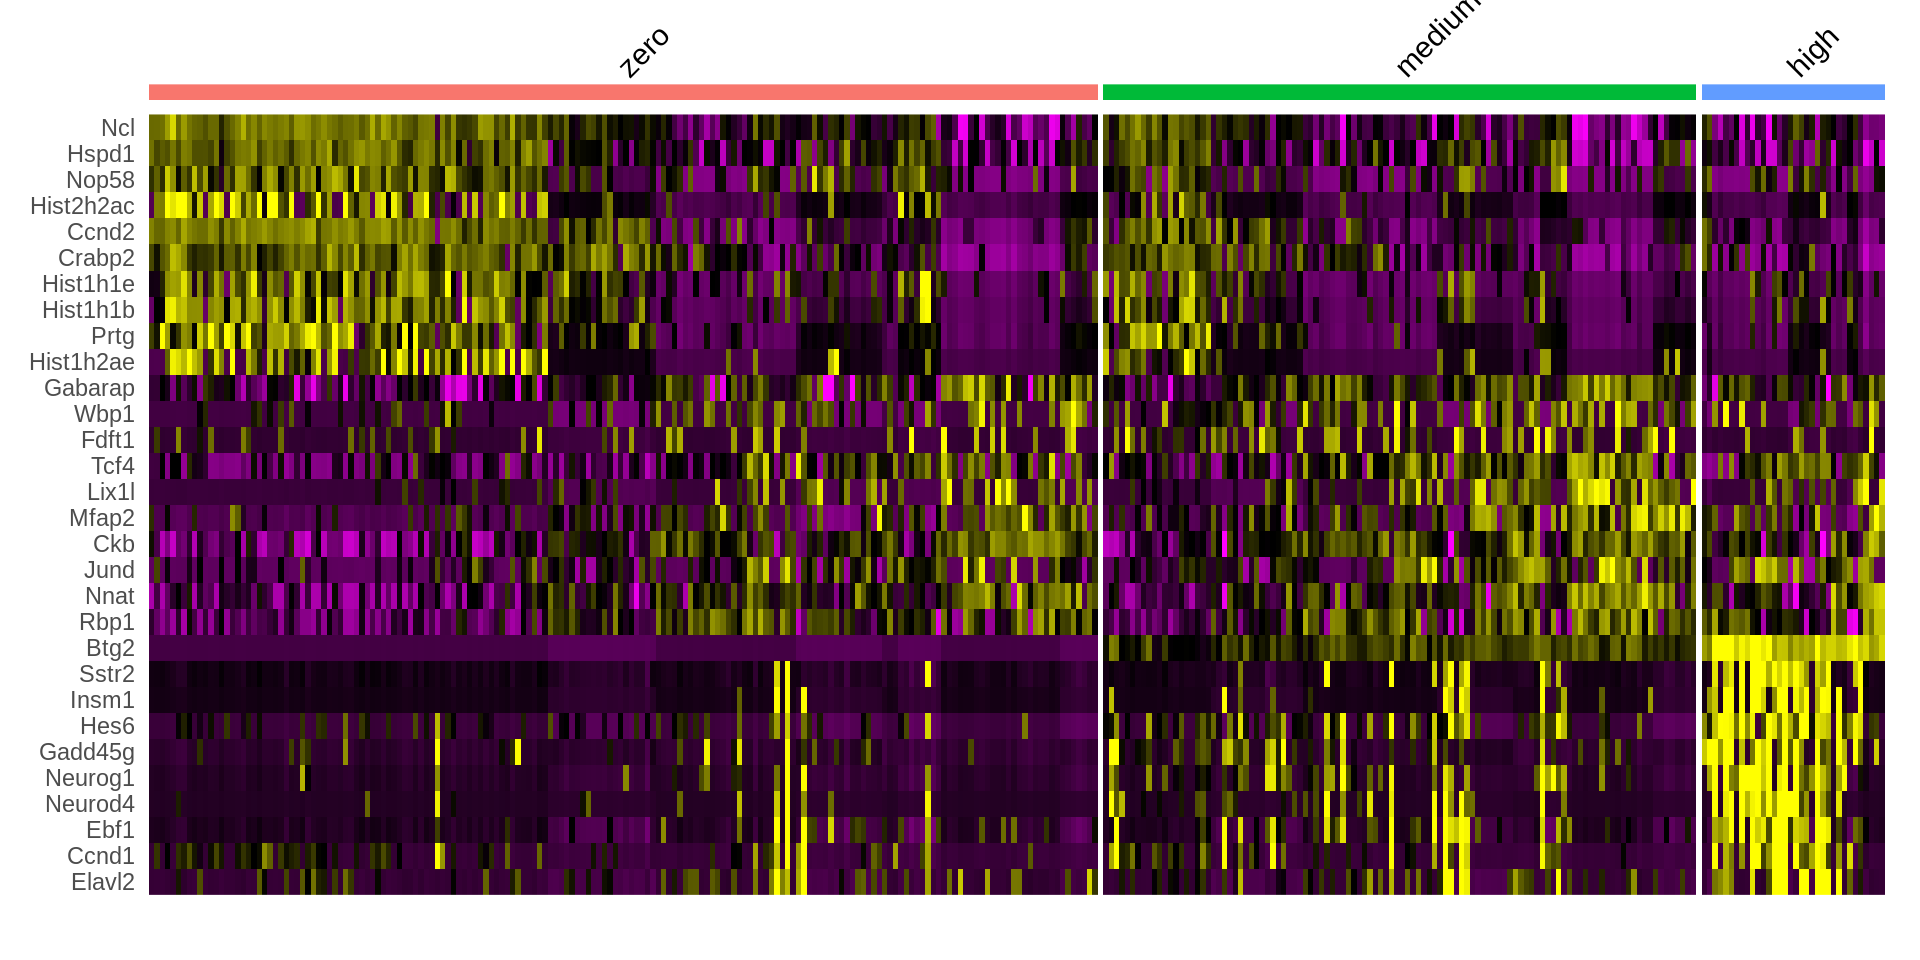 zero
medium
high
Ncl
Hspd1
Nop58
Hist2h2ac
Ccnd2
Crabp2
Hist1h1e
Hist1h1b
Prtg
Hist1h2ae
Gabarap
Wbp1
Fdft1
Tcf4
Lix1l
Mfap2
Ckb
Jund
Nnat
Rbp1
Btg2
Sstr2
Insm1
Hes6
Gadd45g
Neurog1
Neurod4
Ebf1
Ccnd1
Elavl2